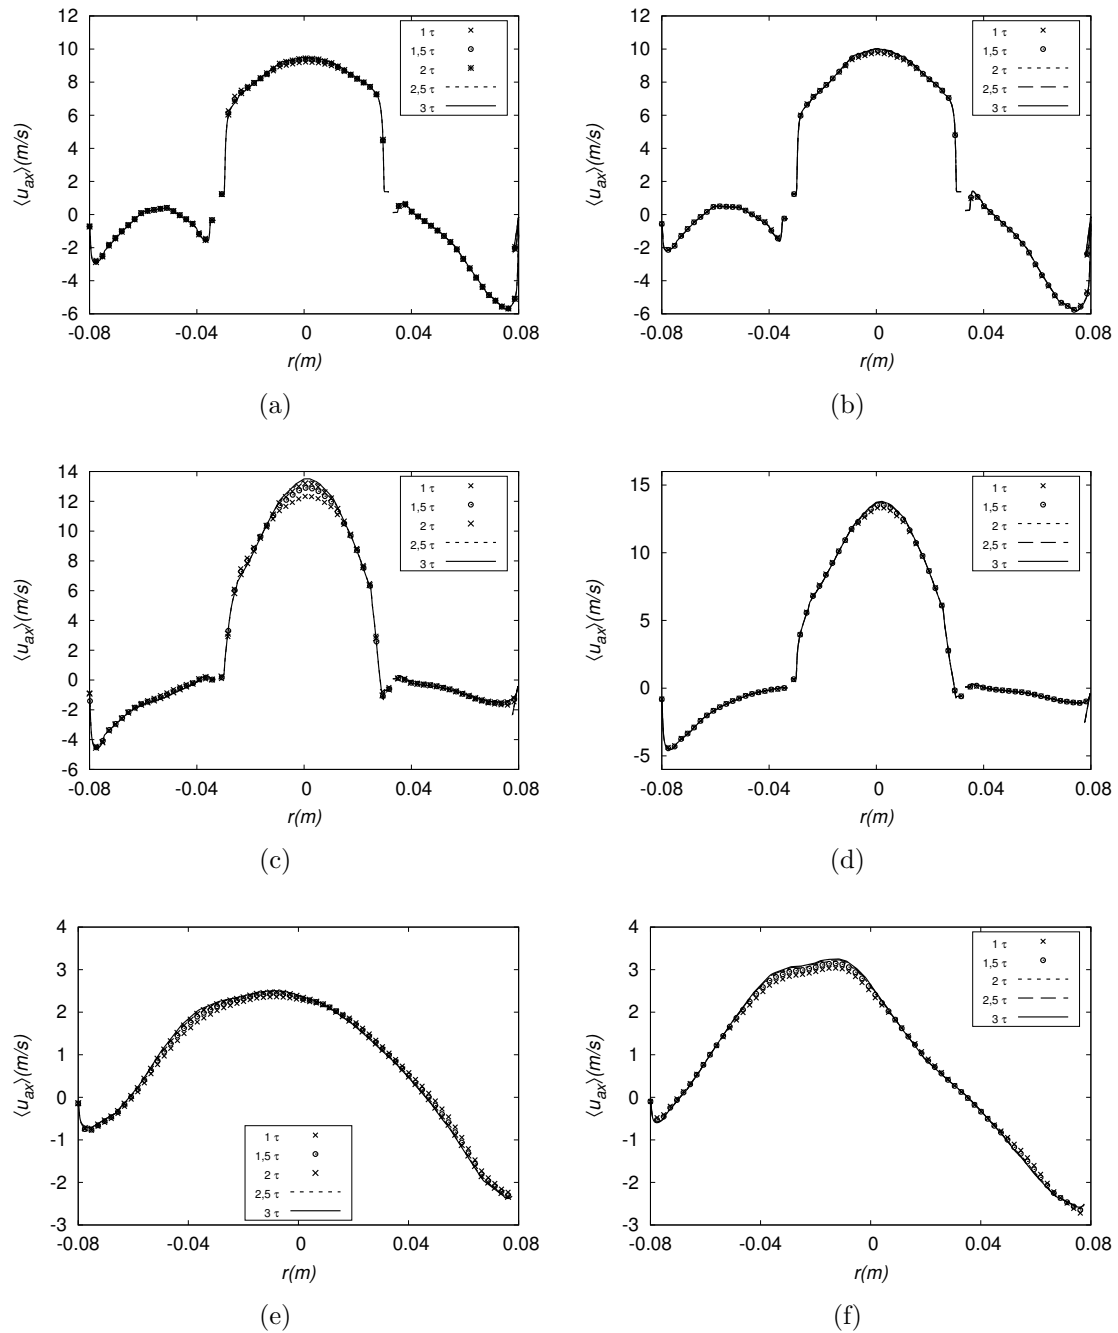 12
10
8
6
4
2
0
-2
-4
-6
-0.08 -0.04 0 0.04 0.08
⟨u_ax⟩(m/s)
r(m)
1 τ
1,5 τ
2 τ
2,5 τ
3 τ
(a)
12
10
8
6
4
2
0
-2
-4
-6
-0.08 -0.04 0 0.04 0.08
⟨u_ax⟩(m/s)
r(m)
1 τ
1,5 τ
2 τ
2,5 τ
3 τ
(b)
14
12
10
8
6
4
2
0
-2
-4
-6
-0.08 -0.04 0 0.04 0.08
⟨u_ax⟩(m/s)
r(m)
1 τ
1,5 τ
2 τ
2,5 τ
3 τ
(c)
15
10
5
0
-5
-0.08 -0.04 0 0.04 0.08
⟨u_ax⟩(m/s)
r(m)
1 τ
1,5 τ
2 τ
2,5 τ
3 τ
(d)
4
3
2
1
0
-1
-2
-3
-0.08 -0.04 0 0.04 0.08
⟨u_ax⟩(m/s)
r(m)
1 τ
1,5 τ
2 τ
2,5 τ
3 τ
(e)
4
3
2
1
0
-1
-2
-3
-0.08 -0.04 0 0.04 0.08
⟨u_ax⟩(m/s)
r(m)
1 τ
1,5 τ
2 τ
2,5 τ
3 τ
(f)